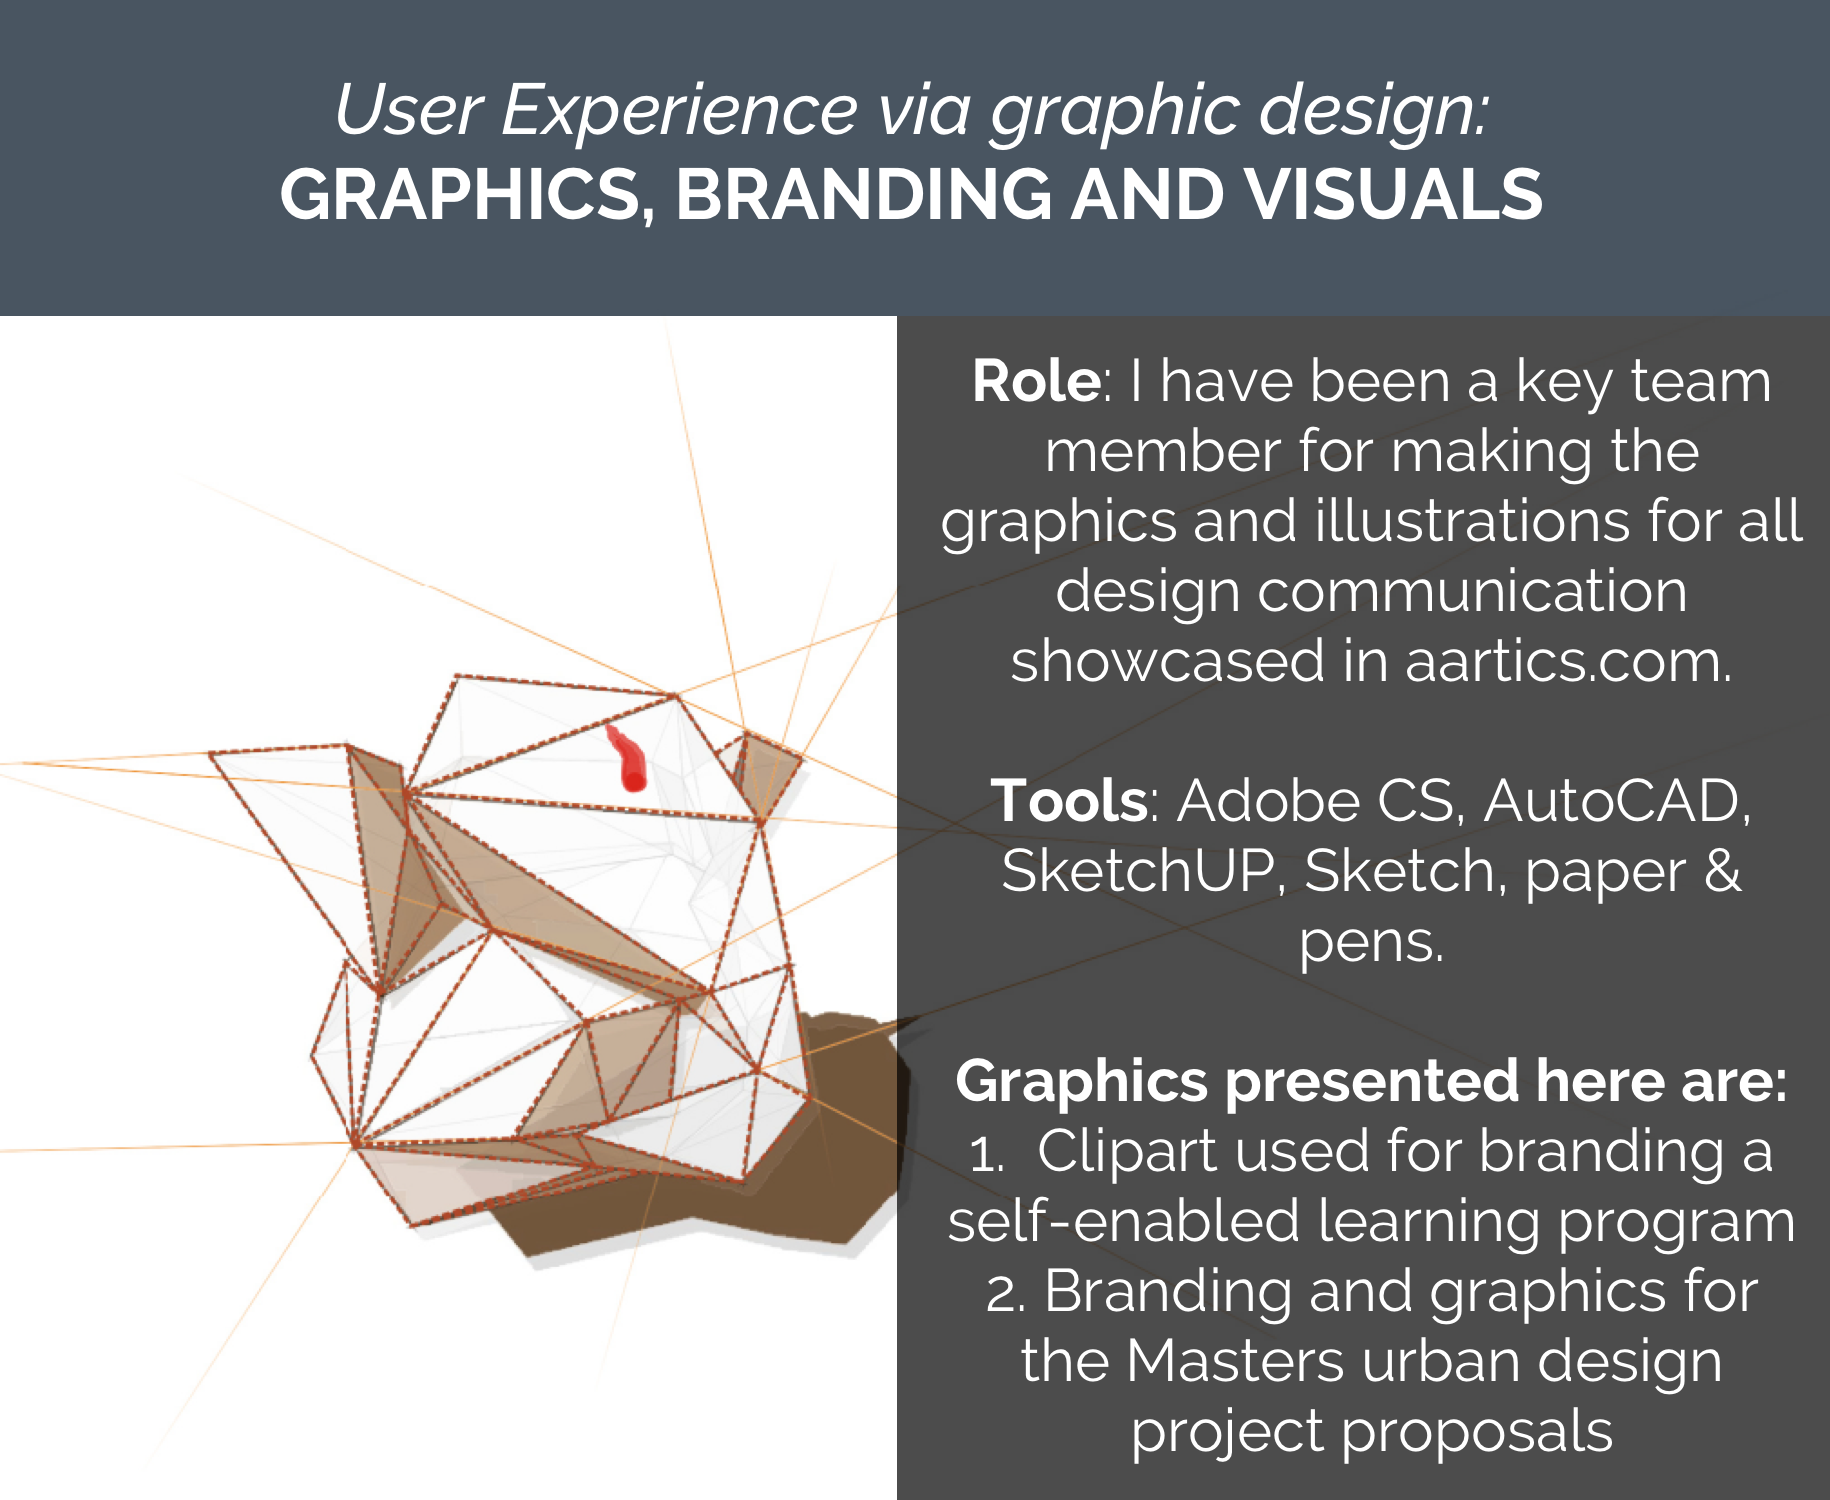 User Experience via graphic design:
GRAPHICS, BRANDING AND VISUALS
Role: I have been a key team
member for making the
graphics and illustrations for all
design communication
showcased in aartics.com.
Tools: Adobe CS, AutoCAD,
SketchUP, Sketch, paper &
pens.
Graphics presented here are:
1. Clipart used for branding a
self-enabled learning program
2. Branding and graphics for
the Masters urban design
project proposals